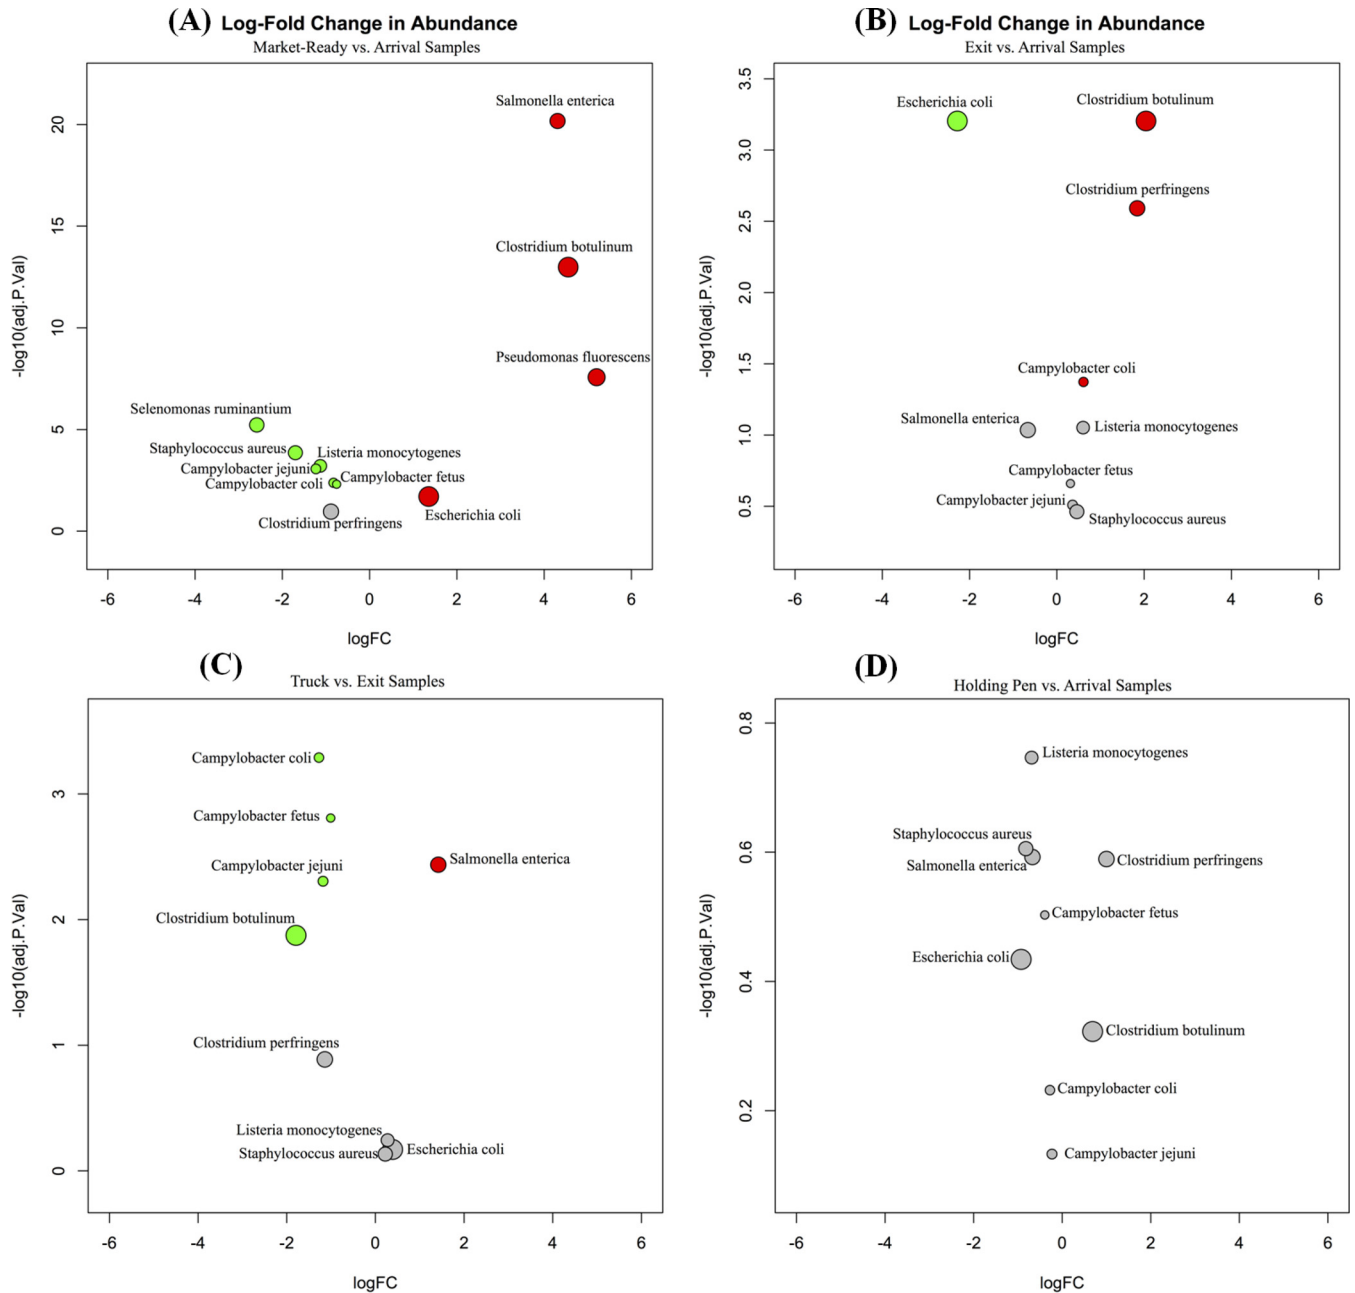 (A) Log-Fold Change in Abundance
Market-Ready vs. Arrival Samples
-log10(adj.P.Val)
20
15
10
5
0
Salmonella enterica
Clostridium botulinum
Pseudomonas fluorescens
Selenomonas ruminantium
Staphylococcus aureus
Listeria monocytogenes
Campylobacter jejuni
Campylobacter coli
Campylobacter fetus
Escherichia coli
Clostridium perfringens
-6 -4 -2 0 2 4 6
logFC
(B) Log-Fold Change in Abundance
Exit vs. Arrival Samples
-log10(adj.P.Val)
3.5
3.0
2.5
2.0
1.5
1.0
0.5
Escherichia coli
Clostridium botulinum
Clostridium perfringens
Campylobacter coli
Salmonella enterica
Listeria monocytogenes
Campylobacter fetus
Campylobacter jejuni
Staphylococcus aureus
-6 -4 -2 0 2 4 6
logFC
(C)
Truck vs. Exit Samples
-log10(adj.P.Val)
3
2
1
0
Campylobacter coli
Campylobacter fetus
Salmonella enterica
Campylobacter jejuni
Clostridium botulinum
Clostridium perfringens
Listeria monocytogenes
Escherichia coli
Staphylococcus aureus
-6 -4 -2 0 2 4 6
logFC
(D)
Holding Pen vs. Arrival Samples
-log10(adj.P.Val)
0.8
0.6
0.4
0.2
Listeria monocytogenes
Staphylococcus aureus
Salmonella enterica
Clostridium perfringens
Campylobacter fetus
Escherichia coli
Clostridium botulinum
Campylobacter coli
Campylobacter jejuni
-6 -4 -2 0 2 4 6
logFC